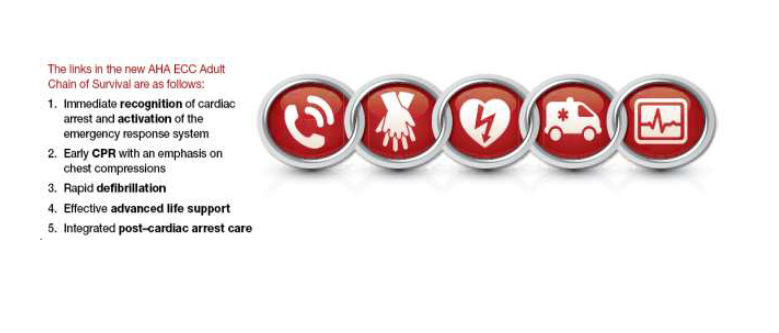 The links in the new AHA ECC Adult
Chain of Survival are as follows:
1. Immediate recognition of cardiac
arrest and activation of the
emergency response system
2. Early CPR with an emphasis on
chest compressions
3. Rapid defibrillation
4. Effective advanced life support
5. Integrated post–cardiac arrest care